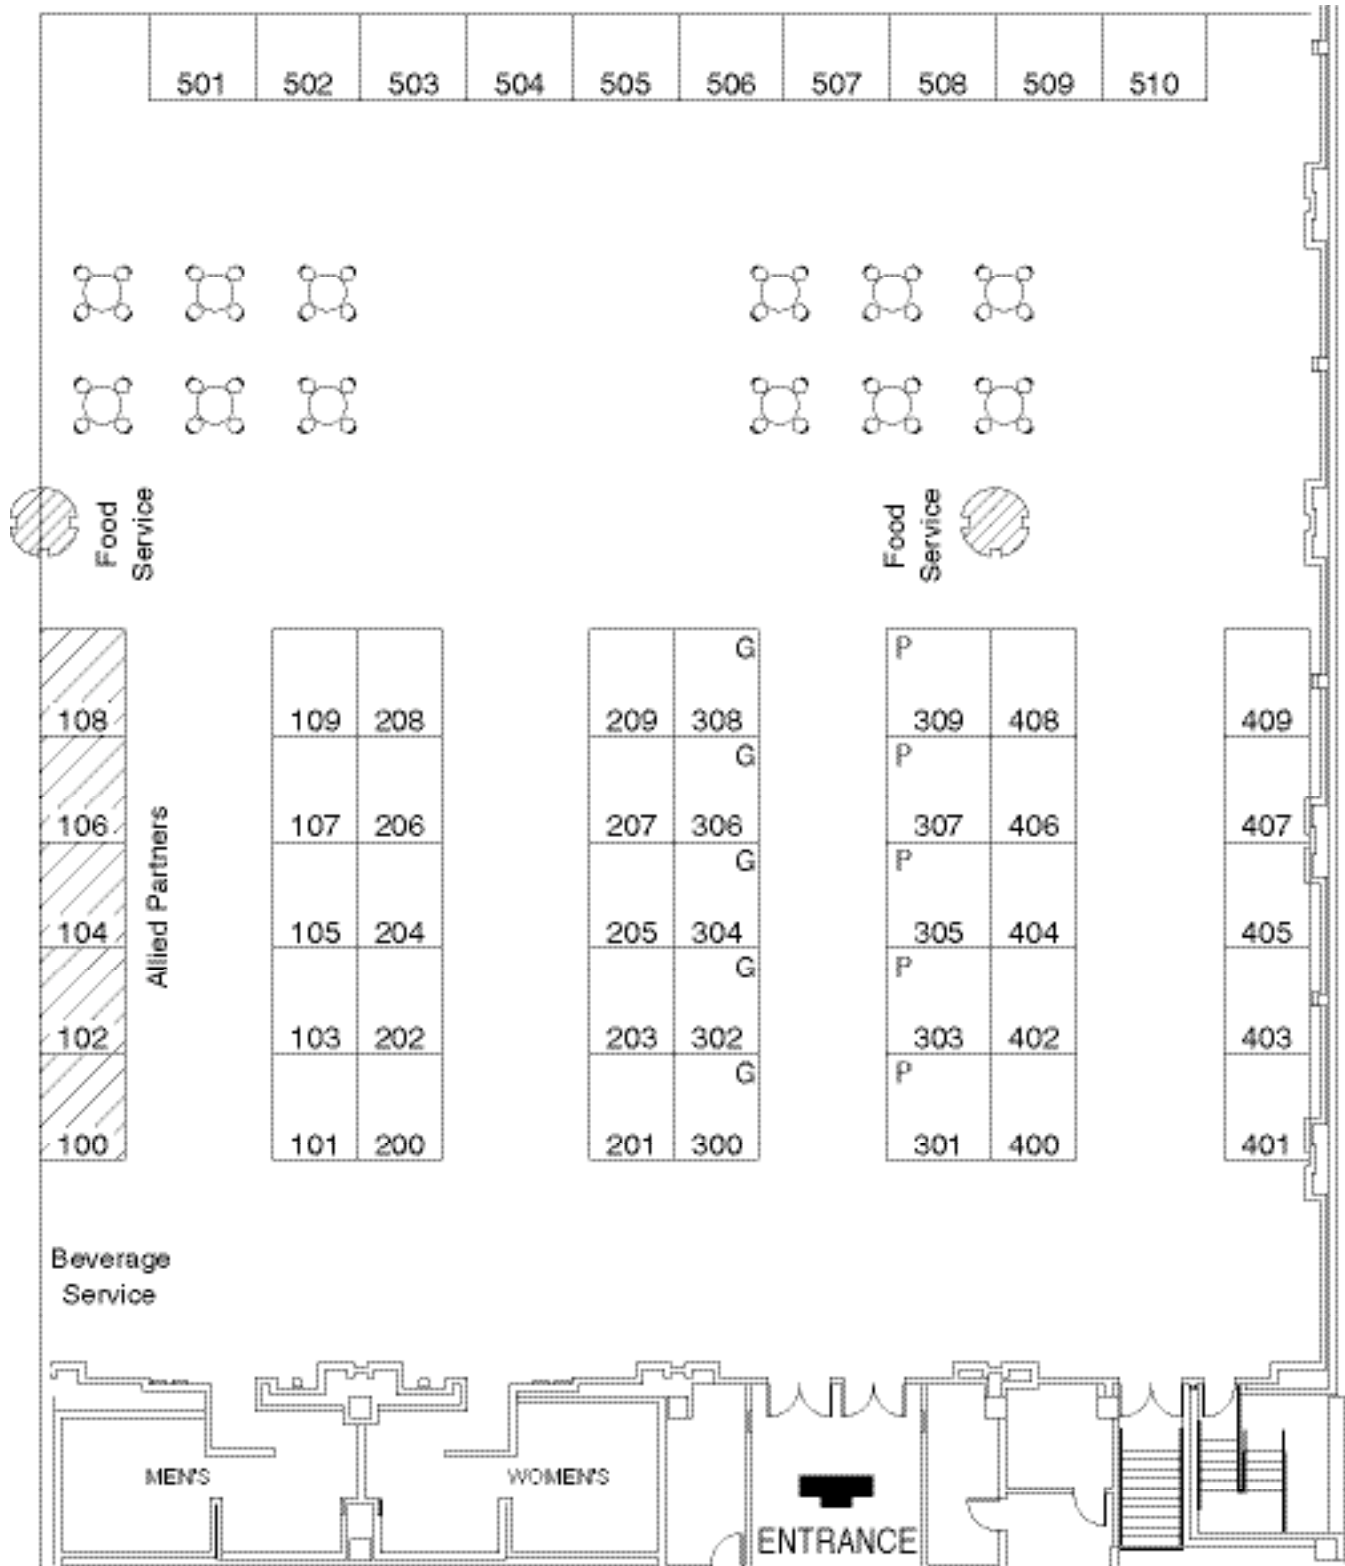 501 502 503 504 505 506 507 508 509 510
Food
Service
Food
Service
G P
108 109 208 209 308 309 408 409
G P
106 107 206 207 306 307 406 407
G P
104 105 204 205 304 305 404 405
G P
102 103 202 203 302 303 402 403
G P
100 101 200 201 300 301 400 401
Allied Partners
Beverage
Service
MEN'S WOMEN'S
ENTRANCE